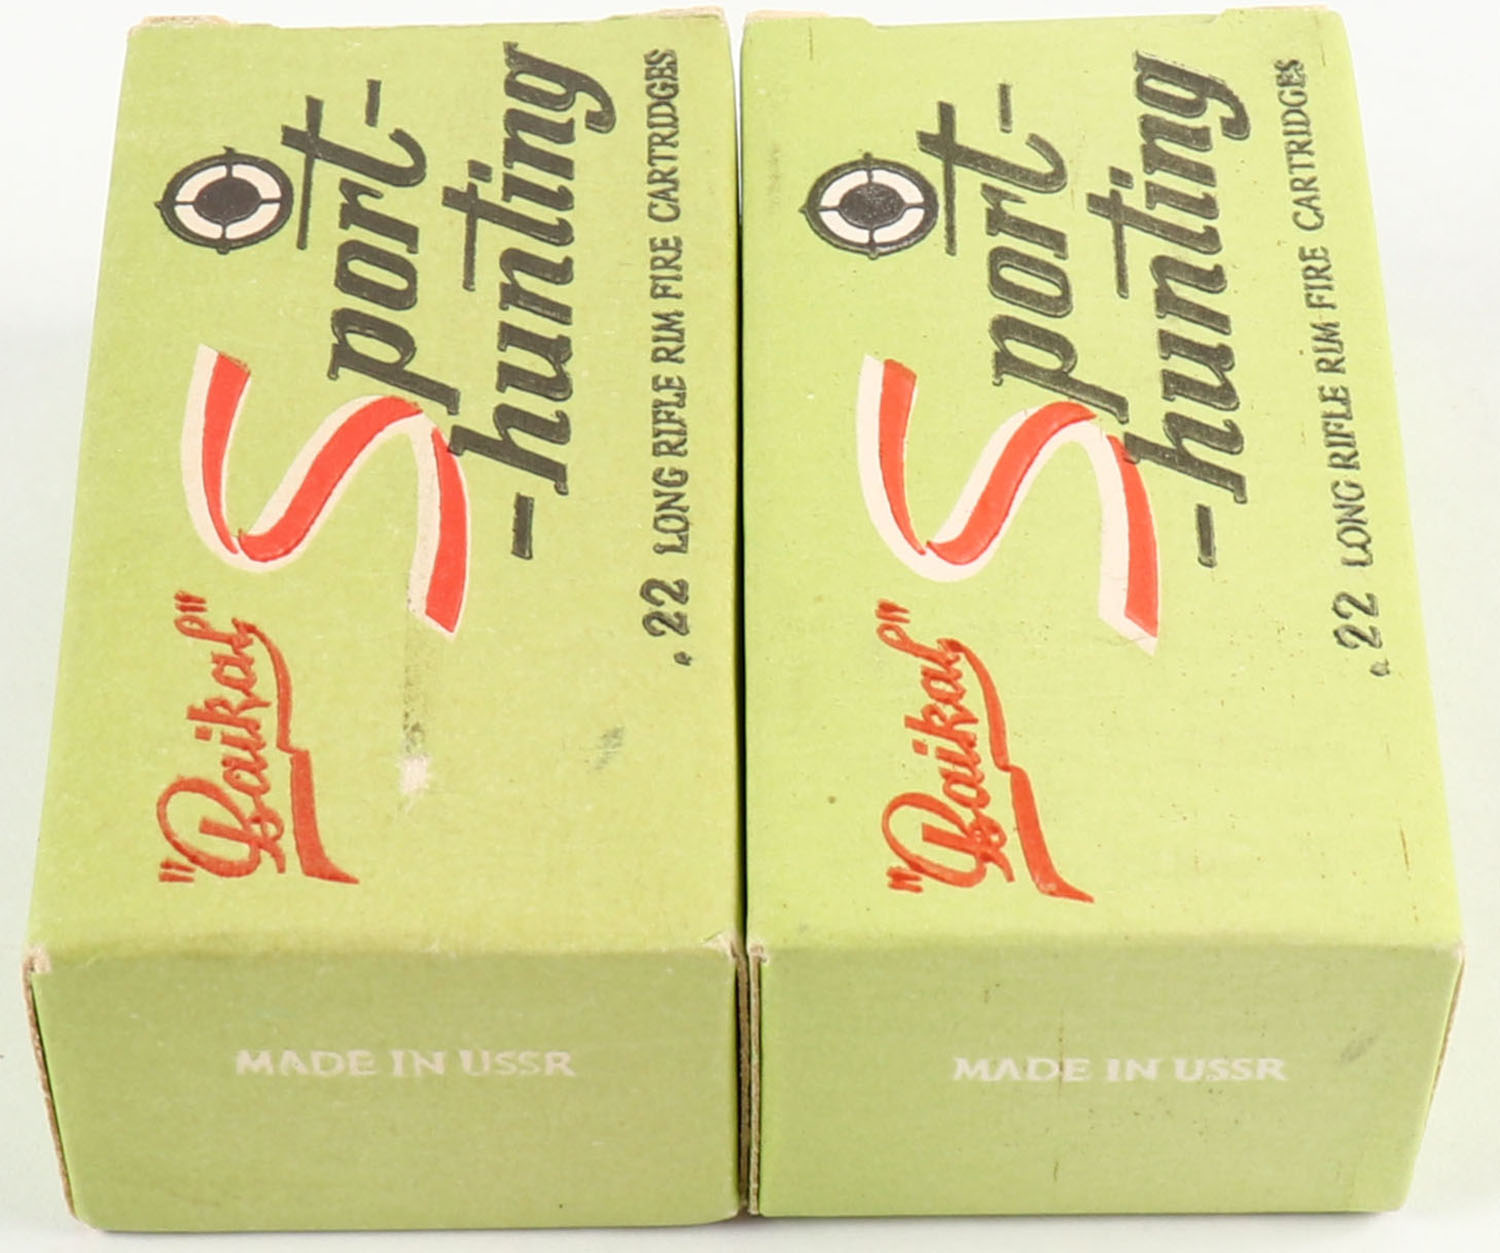 "Baikal"
Sport-
-hunting
.22 LONG RIFLE RIM FIRE CARTRIDGES
MADE IN USSR
"Baikal"
Sport-
-hunting
.22 LONG RIFLE RIM FIRE CARTRIDGES
MADE IN USSR